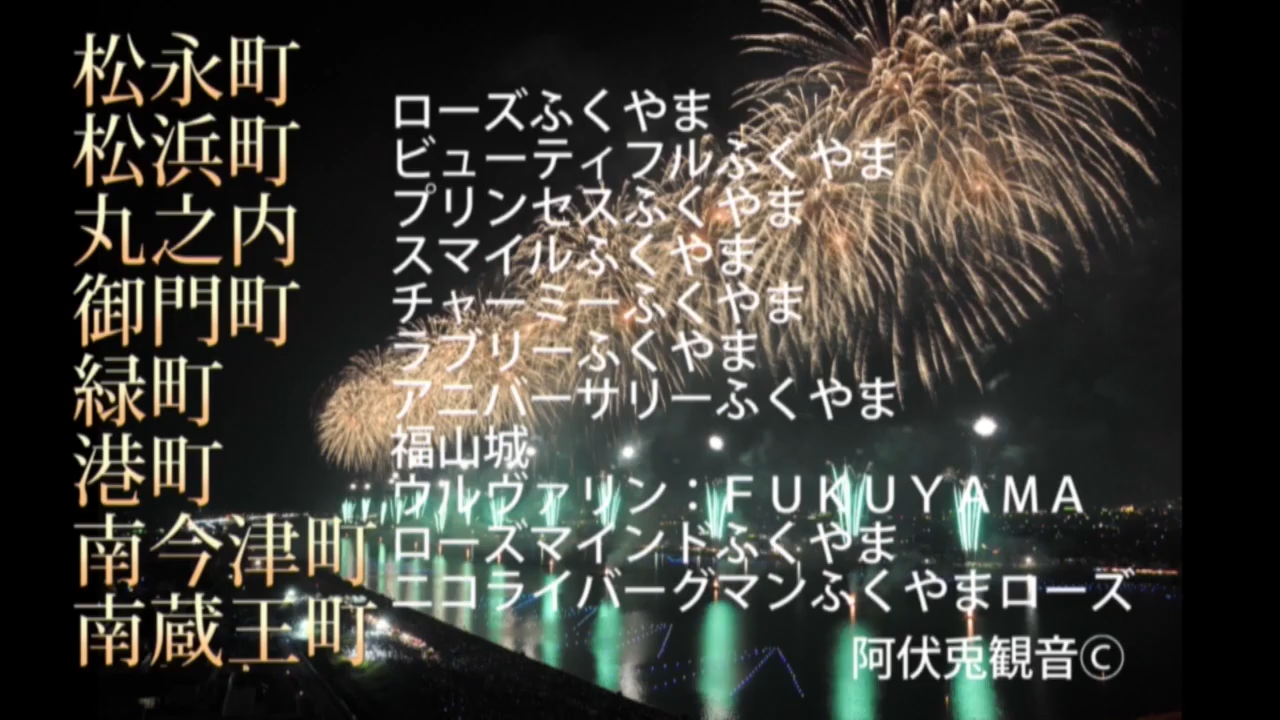 松永町
松浜町
丸之内
御門町
緑町
港町
南今津町
南蔵王町
ローズふくやま
ビューティフルふくやま
プリンセスふくやま
スマイルふくやま
チャーミーふくやま
ラブリーふくやま
アニバーサリーふくやま
福山城
ウルヴァリン：ＦＵＫＵＹＡＭＡ
ローズマインドふくやま
ニコライバーグマンふくやまローズ
阿伏兎観音Ⓒ